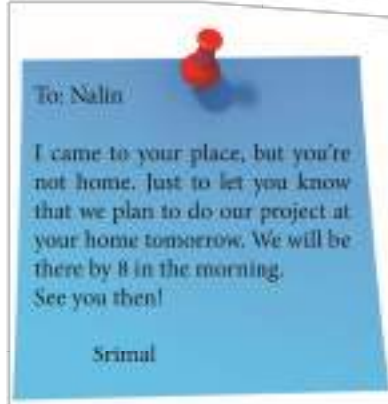 To: Nalin
I came to your place, but you're
not home. Just to let you know
that we plan to do our project at
your home tomorrow. We will be
there by 8 in the morning.
See you then!
Srimal